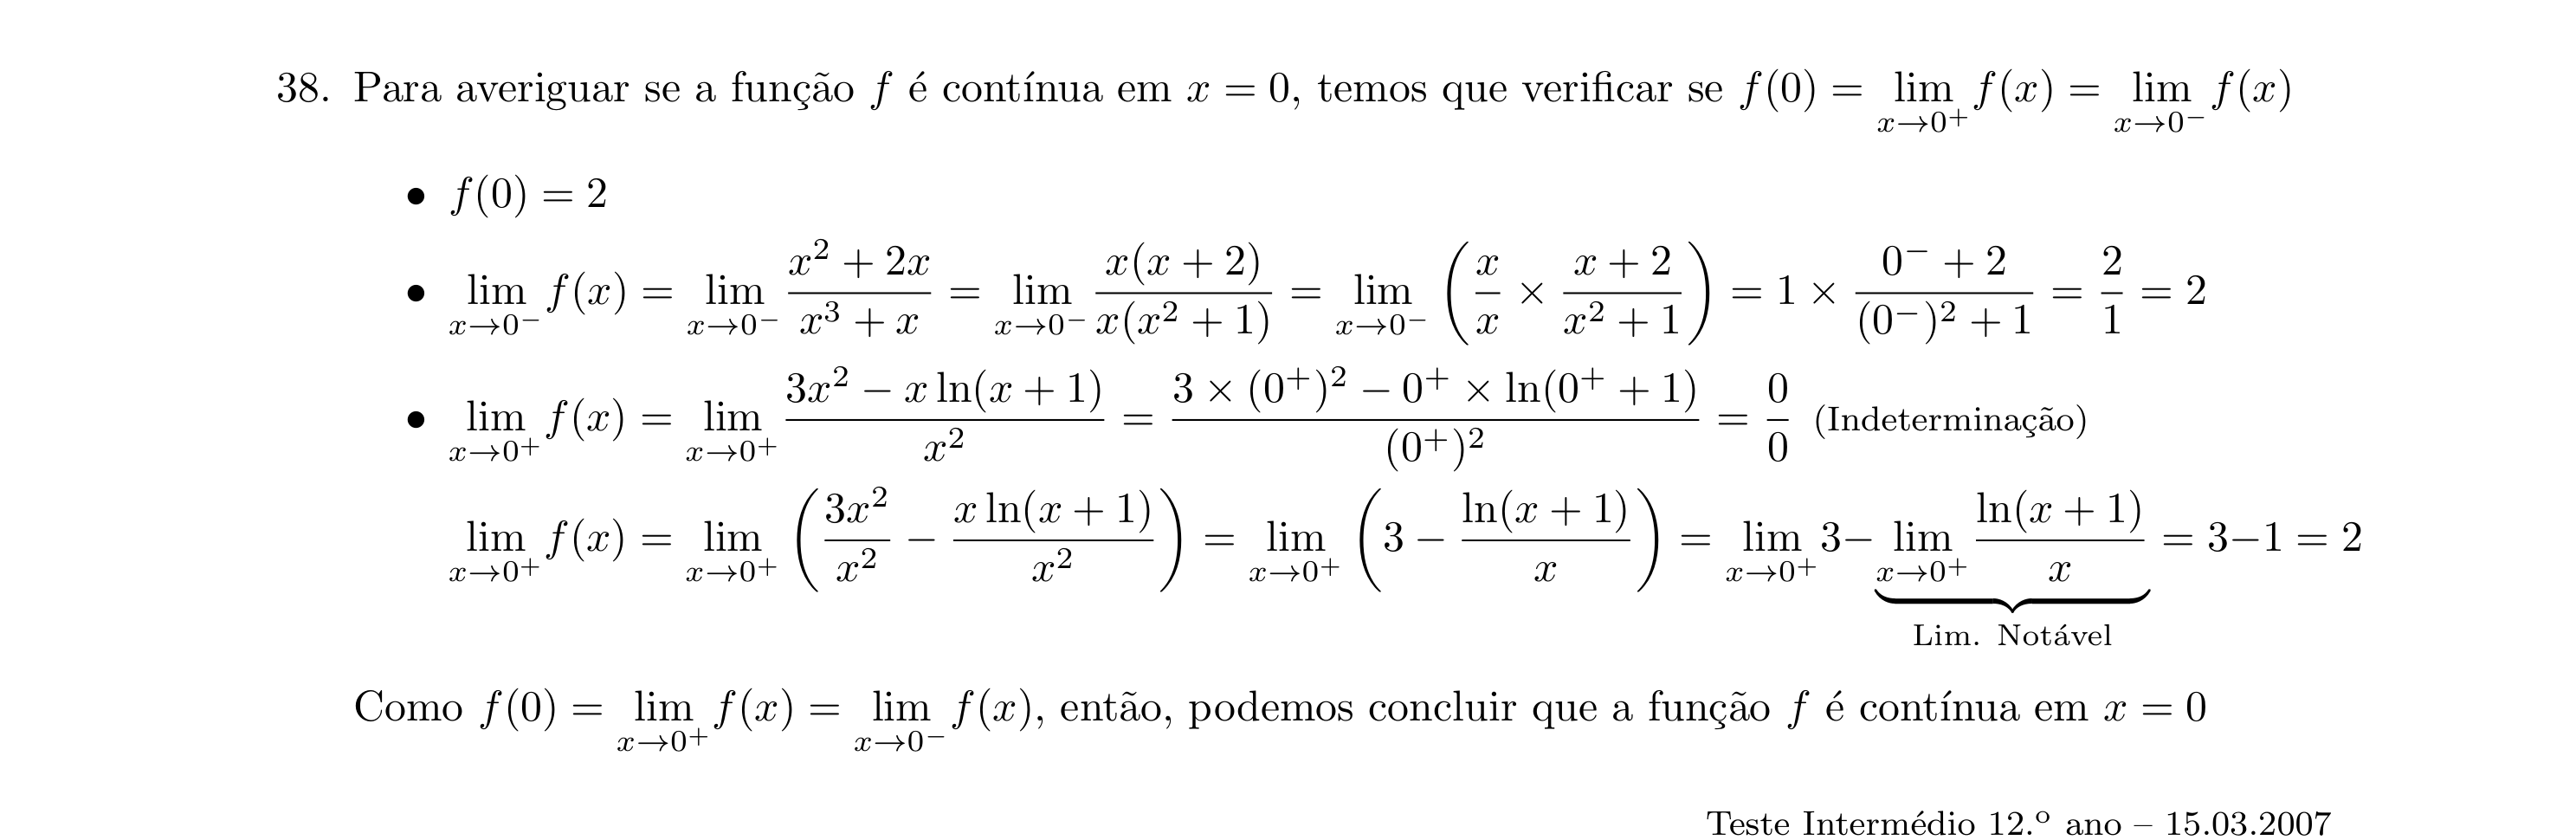 38. Para averiguar se a função $f$ é contínua em $x = 0$, temos que verificar se $f(0) = \lim_{x \to 0^+} f(x) = \lim_{x \to 0^-} f(x)$
• $f(0) = 2$
• $\lim_{x \to 0^-} f(x) = \lim_{x \to 0^-} \frac{x^2 + 2x}{x^3 + x} = \lim_{x \to 0^-} \frac{x(x + 2)}{x(x^2 + 1)} = \lim_{x \to 0^-} \left( \frac{x}{x} \times \frac{x + 2}{x^2 + 1} \right) = 1 \times \frac{0^- + 2}{(0^-)^2 + 1} = \frac{2}{1} = 2$
• $\lim_{x \to 0^+} f(x) = \lim_{x \to 0^+} \frac{3x^2 - x \ln(x + 1)}{x^2} = \frac{3 \times (0^+)^2 - 0^+ \times \ln(0^+ + 1)}{(0^+)^2} = \frac{0}{0}$ (Indeterminação)
$\lim_{x \to 0^+} f(x) = \lim_{x \to 0^+} \left( \frac{3x^2}{x^2} - \frac{x \ln(x + 1)}{x^2} \right) = \lim_{x \to 0^+} \left( 3 - \frac{\ln(x + 1)}{x} \right) = \lim_{x \to 0^+} 3 - \underbrace{\lim_{x \to 0^+} \frac{\ln(x + 1)}{x}}_{\text{Lim. Notável}} = 3 - 1 = 2$
Como $f(0) = \lim_{x \to 0^+} f(x) = \lim_{x \to 0^-} f(x)$, então, podemos concluir que a função $f$ é contínua em $x = 0$
Teste Intermédio 12.º ano – 15.03.2007